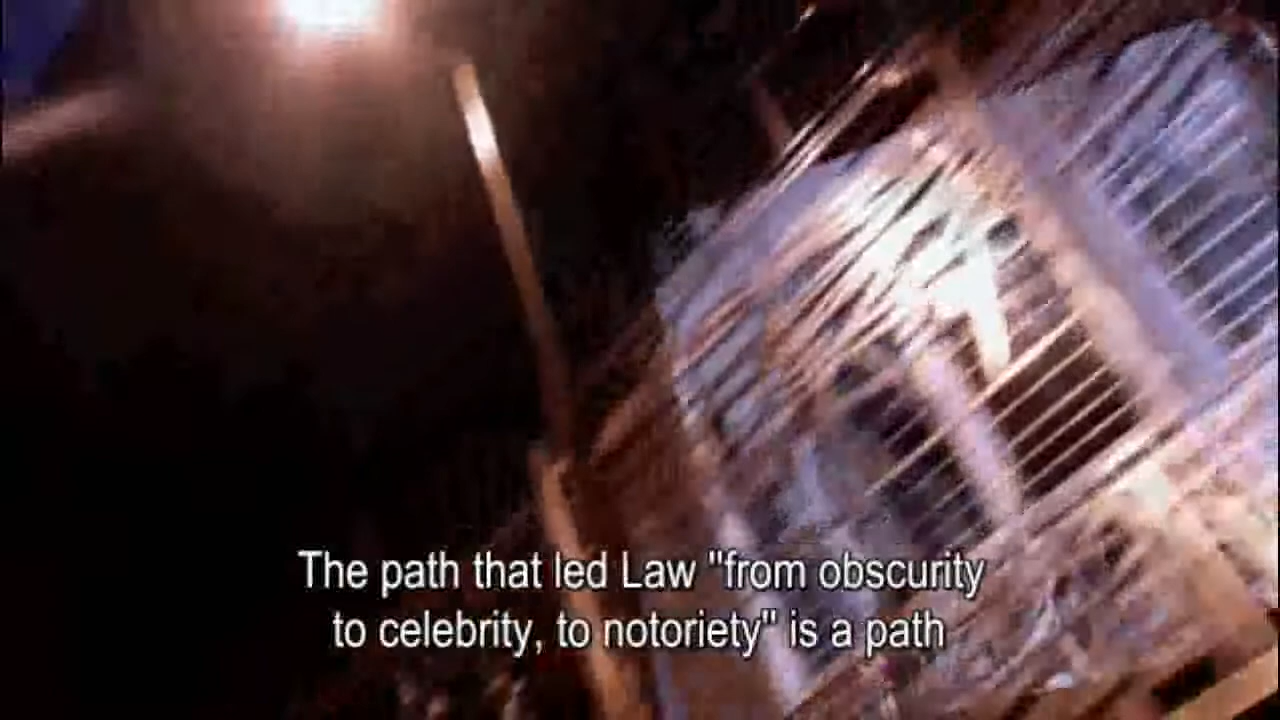 The path that led Law "from obscurity
to celebrity, to notoriety" is a path